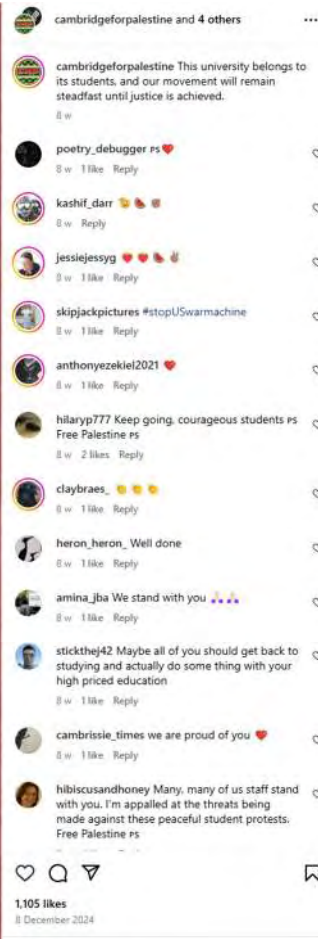 cambridgeforpalestine and 4 others
cambridgeforpalestine This university belongs to
its students, and our movement will remain
steadfast until justice is achieved.
8 w
poetry_debugger PS❤️
8 w 1 like Reply
kashif_darr
8 w Reply
jessiejessyg
8 w 1 like Reply
skipjackpictures #stopUSwarmachine
8 w 1 like Reply
anthonyezekiel2021 ❤️
8 w 1 like Reply
hilaryp777 Keep going, courageous students PS
Free Palestine PS
8 w 2 likes Reply
claybraes_ 👏👏👏
8 w 1 like Reply
heron_heron_ Well done
8 w 1 like Reply
amina_jba We stand with you
8 w 1 like Reply
stickthej42 Maybe all of you should get back to
studying and actually do some thing with your
high priced education
8 w 1 like Reply
cambrissie_times we are proud of you ❤️
8 w 1 like Reply
hibiscusandhoney Many, many of us staff stand
with you. I'm appalled at the threats being
made against these peaceful student protests.
Free Palestine PS
1,105 likes
8 December 2024